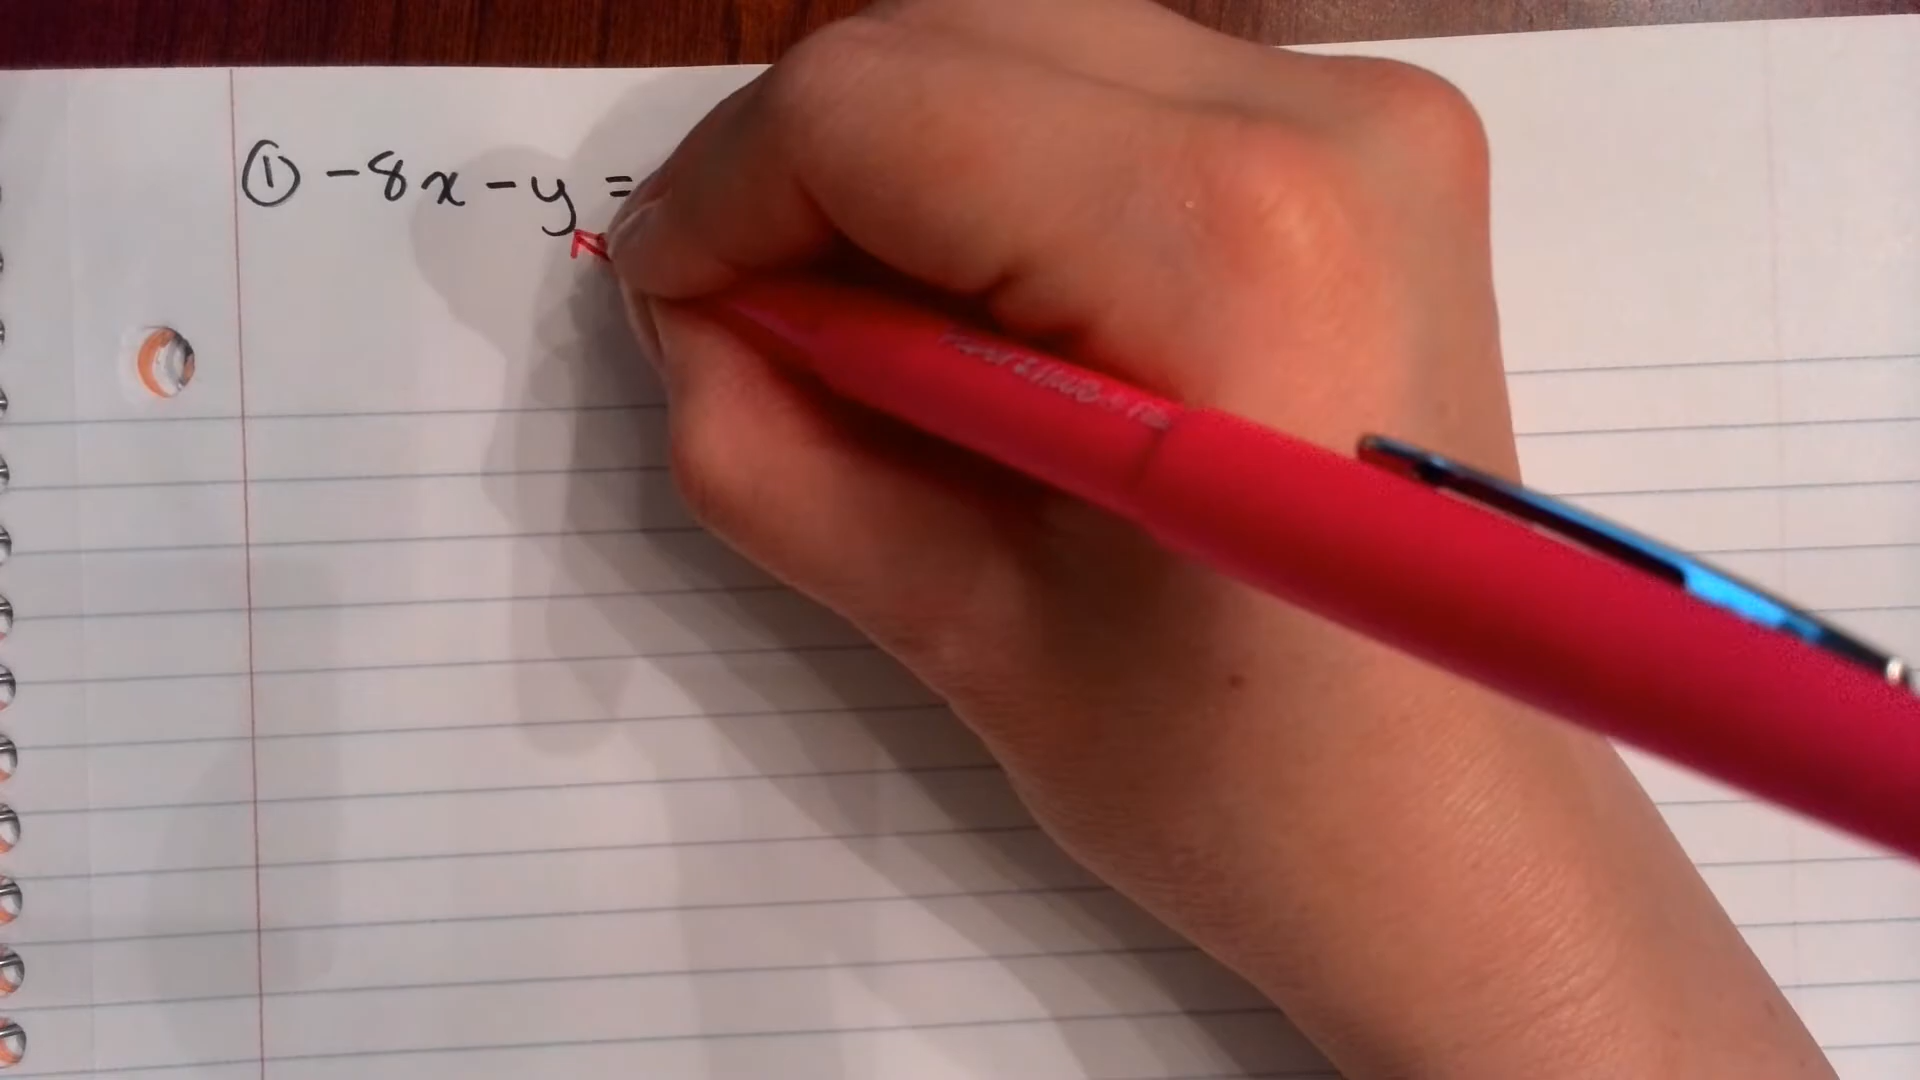 ① -8x - y =